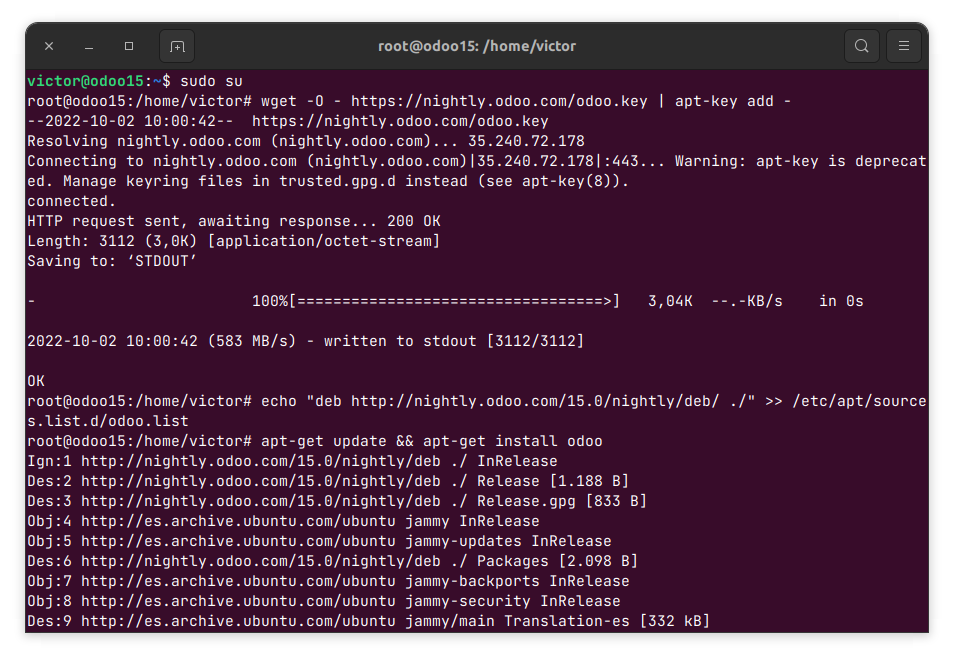 root@odoo15: /home/victor
victor@odoo15:~$ sudo su
root@odoo15:/home/victor# wget -O - https://nightly.odoo.com/odoo.key | apt-key add -
--2022-10-02 10:00:42--  https://nightly.odoo.com/odoo.key
Resolving nightly.odoo.com (nightly.odoo.com)... 35.240.72.178
Connecting to nightly.odoo.com (nightly.odoo.com)|35.240.72.178|:443... Warning: apt-key is deprecat
ed. Manage keyring files in trusted.gpg.d instead (see apt-key(8)).
connected.
HTTP request sent, awaiting response... 200 OK
Length: 3112 (3,0K) [application/octet-stream]
Saving to: ‘STDOUT’
-                        100%[==================================>]   3,04K  --.-KB/s    in 0s
2022-10-02 10:00:42 (583 MB/s) - written to stdout [3112/3112]
OK
root@odoo15:/home/victor# echo "deb http://nightly.odoo.com/15.0/nightly/deb/ ./" >> /etc/apt/source
s.list.d/odoo.list
root@odoo15:/home/victor# apt-get update && apt-get install odoo
Ign:1 http://nightly.odoo.com/15.0/nightly/deb ./ InRelease
Des:2 http://nightly.odoo.com/15.0/nightly/deb ./ Release [1.188 B]
Des:3 http://nightly.odoo.com/15.0/nightly/deb ./ Release.gpg [833 B]
Obj:4 http://es.archive.ubuntu.com/ubuntu jammy InRelease
Obj:5 http://es.archive.ubuntu.com/ubuntu jammy-updates InRelease
Des:6 http://nightly.odoo.com/15.0/nightly/deb ./ Packages [2.098 B]
Obj:7 http://es.archive.ubuntu.com/ubuntu jammy-backports InRelease
Obj:8 http://es.archive.ubuntu.com/ubuntu jammy-security InRelease
Des:9 http://es.archive.ubuntu.com/ubuntu jammy/main Translation-es [332 kB]